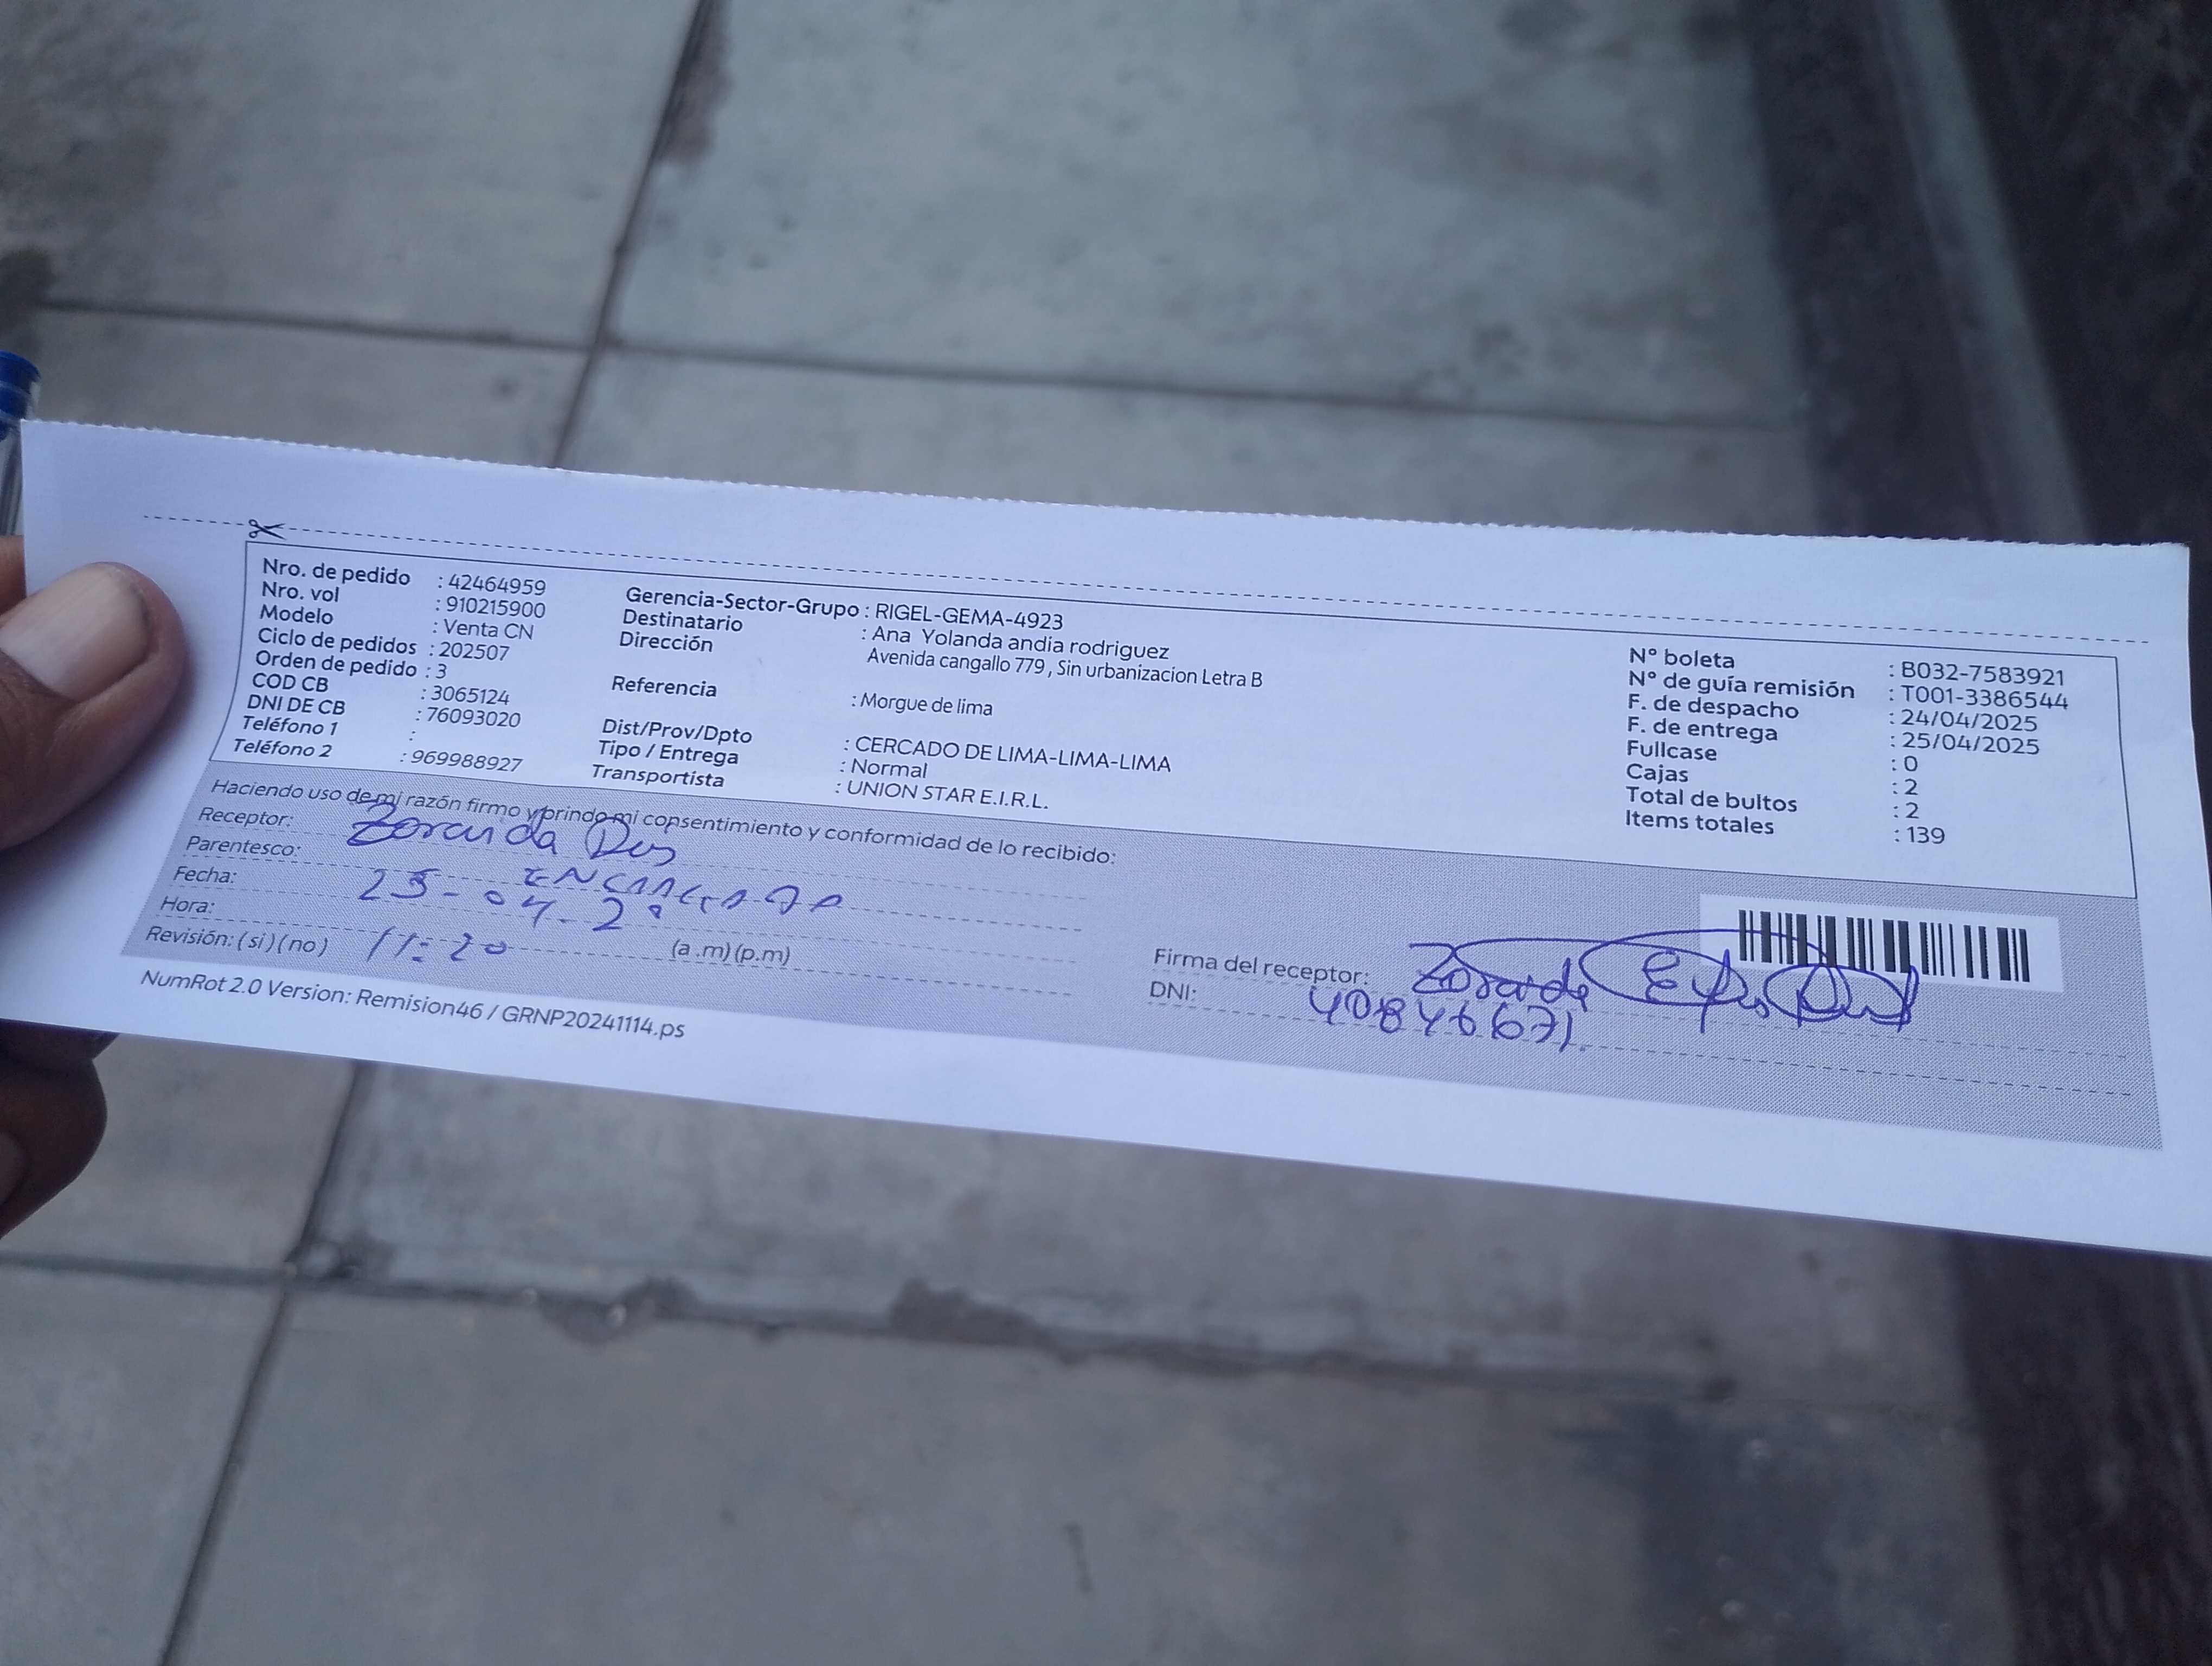 Nro. de pedido : 42464959
Nro. vol : 910215900
Modelo : Venta CN
Ciclo de pedidos : 202507
Orden de pedido : 3
COD CB : 3065124
DNI DE CB : 76093020
Teléfono 1 :
Teléfono 2 : 969988927
Gerencia-Sector-Grupo : RIGEL-GEMA-4923
Destinatario : Ana Yolanda andia rodriguez
Dirección Avenida cangallo 779, Sin urbanizacion Letra B
Referencia : Morgue de lima
Dist/Prov/Dpto : CERCADO DE LIMA-LIMA-LIMA
Tipo / Entrega : Normal
Transportista : UNION STAR E.I.R.L.
N° boleta : B032-7583921
N° de guía remisión : T001-3386544
F. de despacho : 24/04/2025
F. de entrega : 25/04/2025
Fullcase : 0
Cajas : 2
Total de bultos : 2
Items totales : 139
Haciendo uso de mi razón firmo y brindo mi consentimiento y conformidad de lo recibido:
Receptor:
Parentesco: ENCARGADA
Fecha: 25-04-2
Hora: 11:20 (a.m)(p.m)
Revisión: (si)(no)
Firma del receptor:
DNI: 40846671.
NumRot 2.0 Version: Remision46 / GRNP20241114.ps